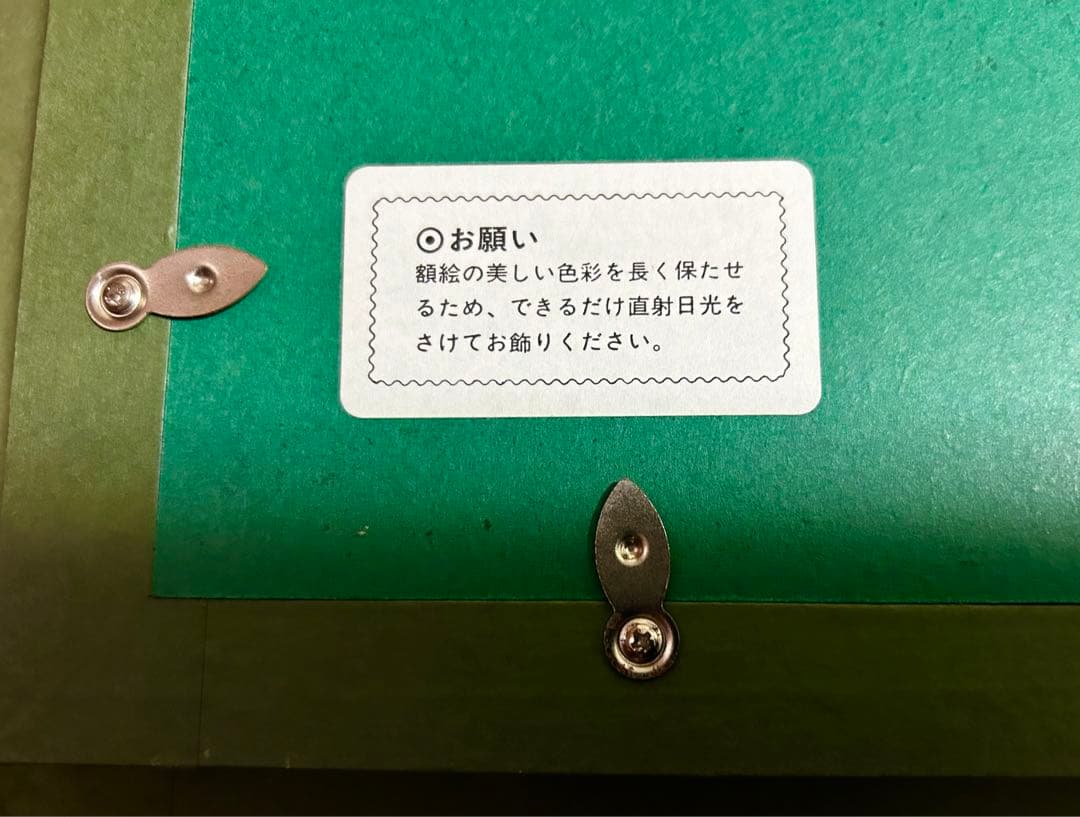 ◉お願い
額絵の美しい色彩を長く保たせ
るため、できるだけ直射日光を
さけてお飾りください。